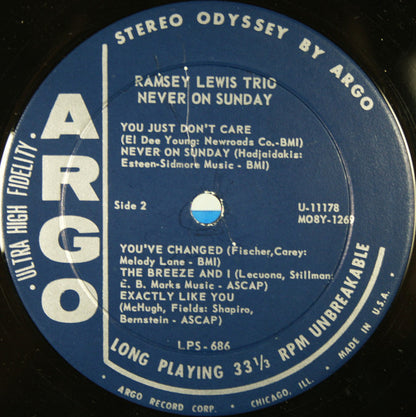 STEREO ODYSSEY BY ARGO
ARGO
ULTRA HIGH FIDELITY.
RAMSEY LEWIS TRIO
NEVER ON SUNDAY
YOU JUST DON'T CARE
(El Dee Young: Newroads Co.-BMI)
NEVER ON SUNDAY (Hadjaidakis:
Esteen-Sidmore Music - BMI)
Side 2
U-11178
MO8Y-1269
YOU'VE CHANGED (Fischer,Carey:
Melody Lane - BMI)
THE BREEZE AND I (Lecuona, Stillman:
E. B. Marks Music - ASCAP)
EXACTLY LIKE YOU
(McHugh, Fields: Shapiro,
Bernstein - ASCAP)
LPS-686
LONG PLAYING 33⅓ RPM UNBREAKABLE
ARGO RECORD CORP. • CHICAGO, ILL. • MADE IN U.S.A.